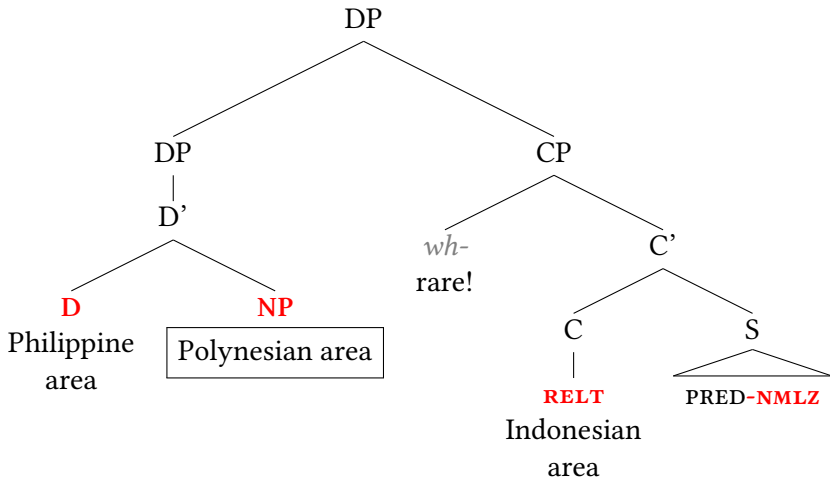 DP
DP CP
D’
wh- C’
rare!
D NP
Philippine
area
Polynesian area
C S
RELT PRED-NMLZ
Indonesian
area